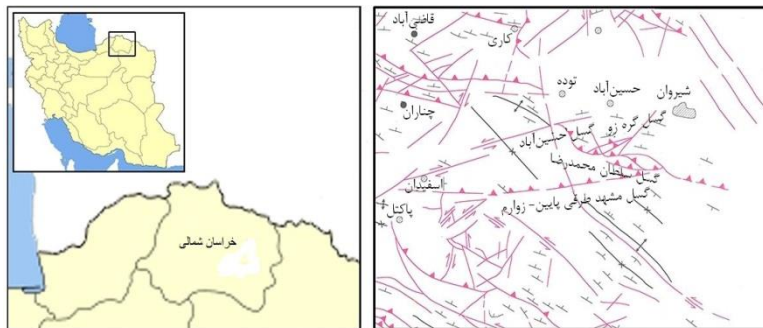 خراسان شمالی
قاضی‌آباد
کاری
توده
حسین‌آباد
شیروان
چناران
گسل گره زو
گسل حسین‌آباد
گسل سلطان محمدرضا
اسفیدان
گسل مشهد طرقی پایین- زوارم
پاکتل